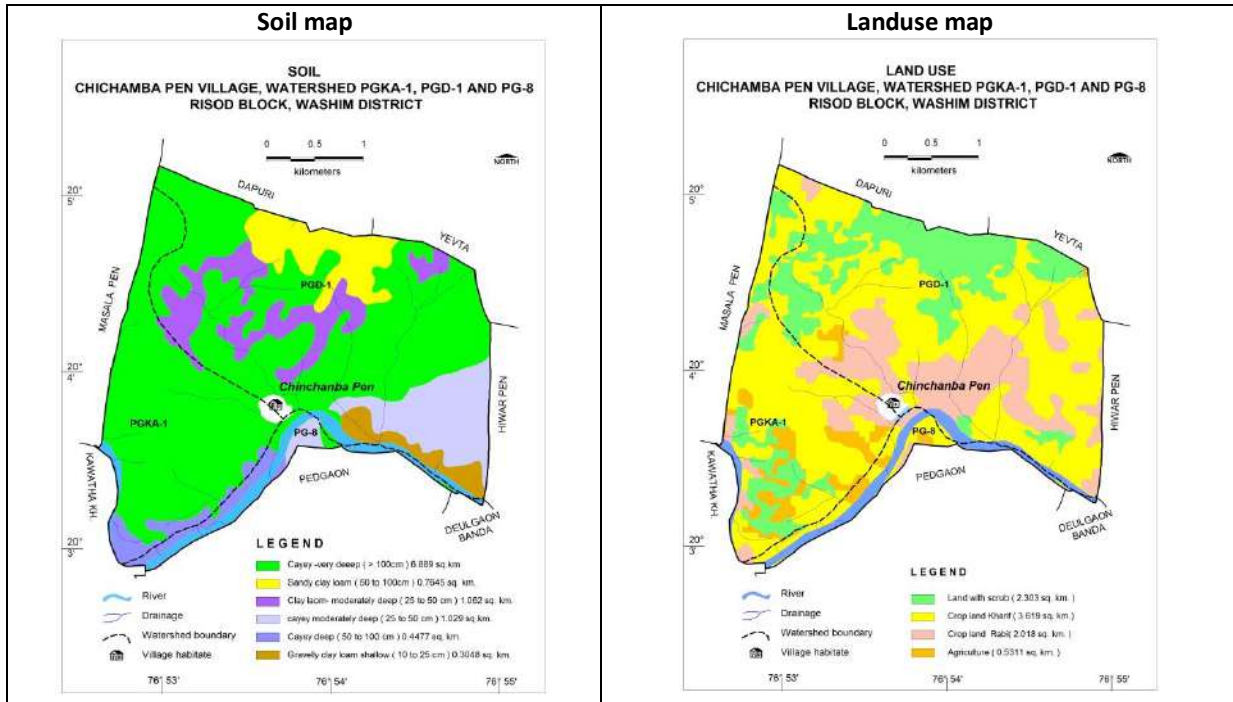 Soil map
SOIL
CHICHAMBA PEN VILLAGE, WATERSHED PGKA-1, PGD-1 AND PG-8
RISOD BLOCK, WASHIM DISTRICT
0 0.5 1
kilometers
NORTH
20°
5'
DAPURI
YEVTA
MASALA PEN
PGD-1
20°
4'
Chinchanba Pen
HIWAR PEN
PGKA-1
PG-8
KAWATHA KH.
PEDGAON
DEULGAON
BANDA
20°
3'
LEGEND
River
Drainage
Watershed boundary
Village habitate
Cayey -very deeep ( > 100cm ) 6.889 sq. km
Sandy clay loam ( 50 to 100cm ) 0.7645 sq. km.
Clay laom- moderately deep ( 25 to 50 cm ) 1.062 sq. km.
cayey moderately deep ( 25 to 50 cm ) 1.029 sq. km.
Cayey deep ( 50 to 100 cm ) 0.4477 sq. km.
Gravelly clay loam shallow ( 10 to 25 cm ) 0.3048 sq. km.
76° 53' 76° 54' 76° 55'
Landuse map
LAND USE
CHICHAMBA PEN VILLAGE, WATERSHED PGKA-1, PGD-1 AND PG-8
RISOD BLOCK, WASHIM DISTRICT
0 0.5 1
kilometers
NORTH
20°
5'
DAPURI
YEVTA
MASALA PEN
PGD-1
20°
4'
Chinchanba Pen
HIWAR PEN
PGKA-1
PG-8
KAWATHA KH.
PEDGAON
DEULGAON
BANDA
20°
3'
LEGEND
River
Drainage
Watershed boundary
Village habitate
Land with scrub ( 2.303 sq. km. )
Crop land Kharif ( 3.619 sq. km. )
Crop land Rabi( 2.018 sq. km. )
Agriculture ( 0.5311 sq. km. )
76° 53' 76° 54' 76° 55'